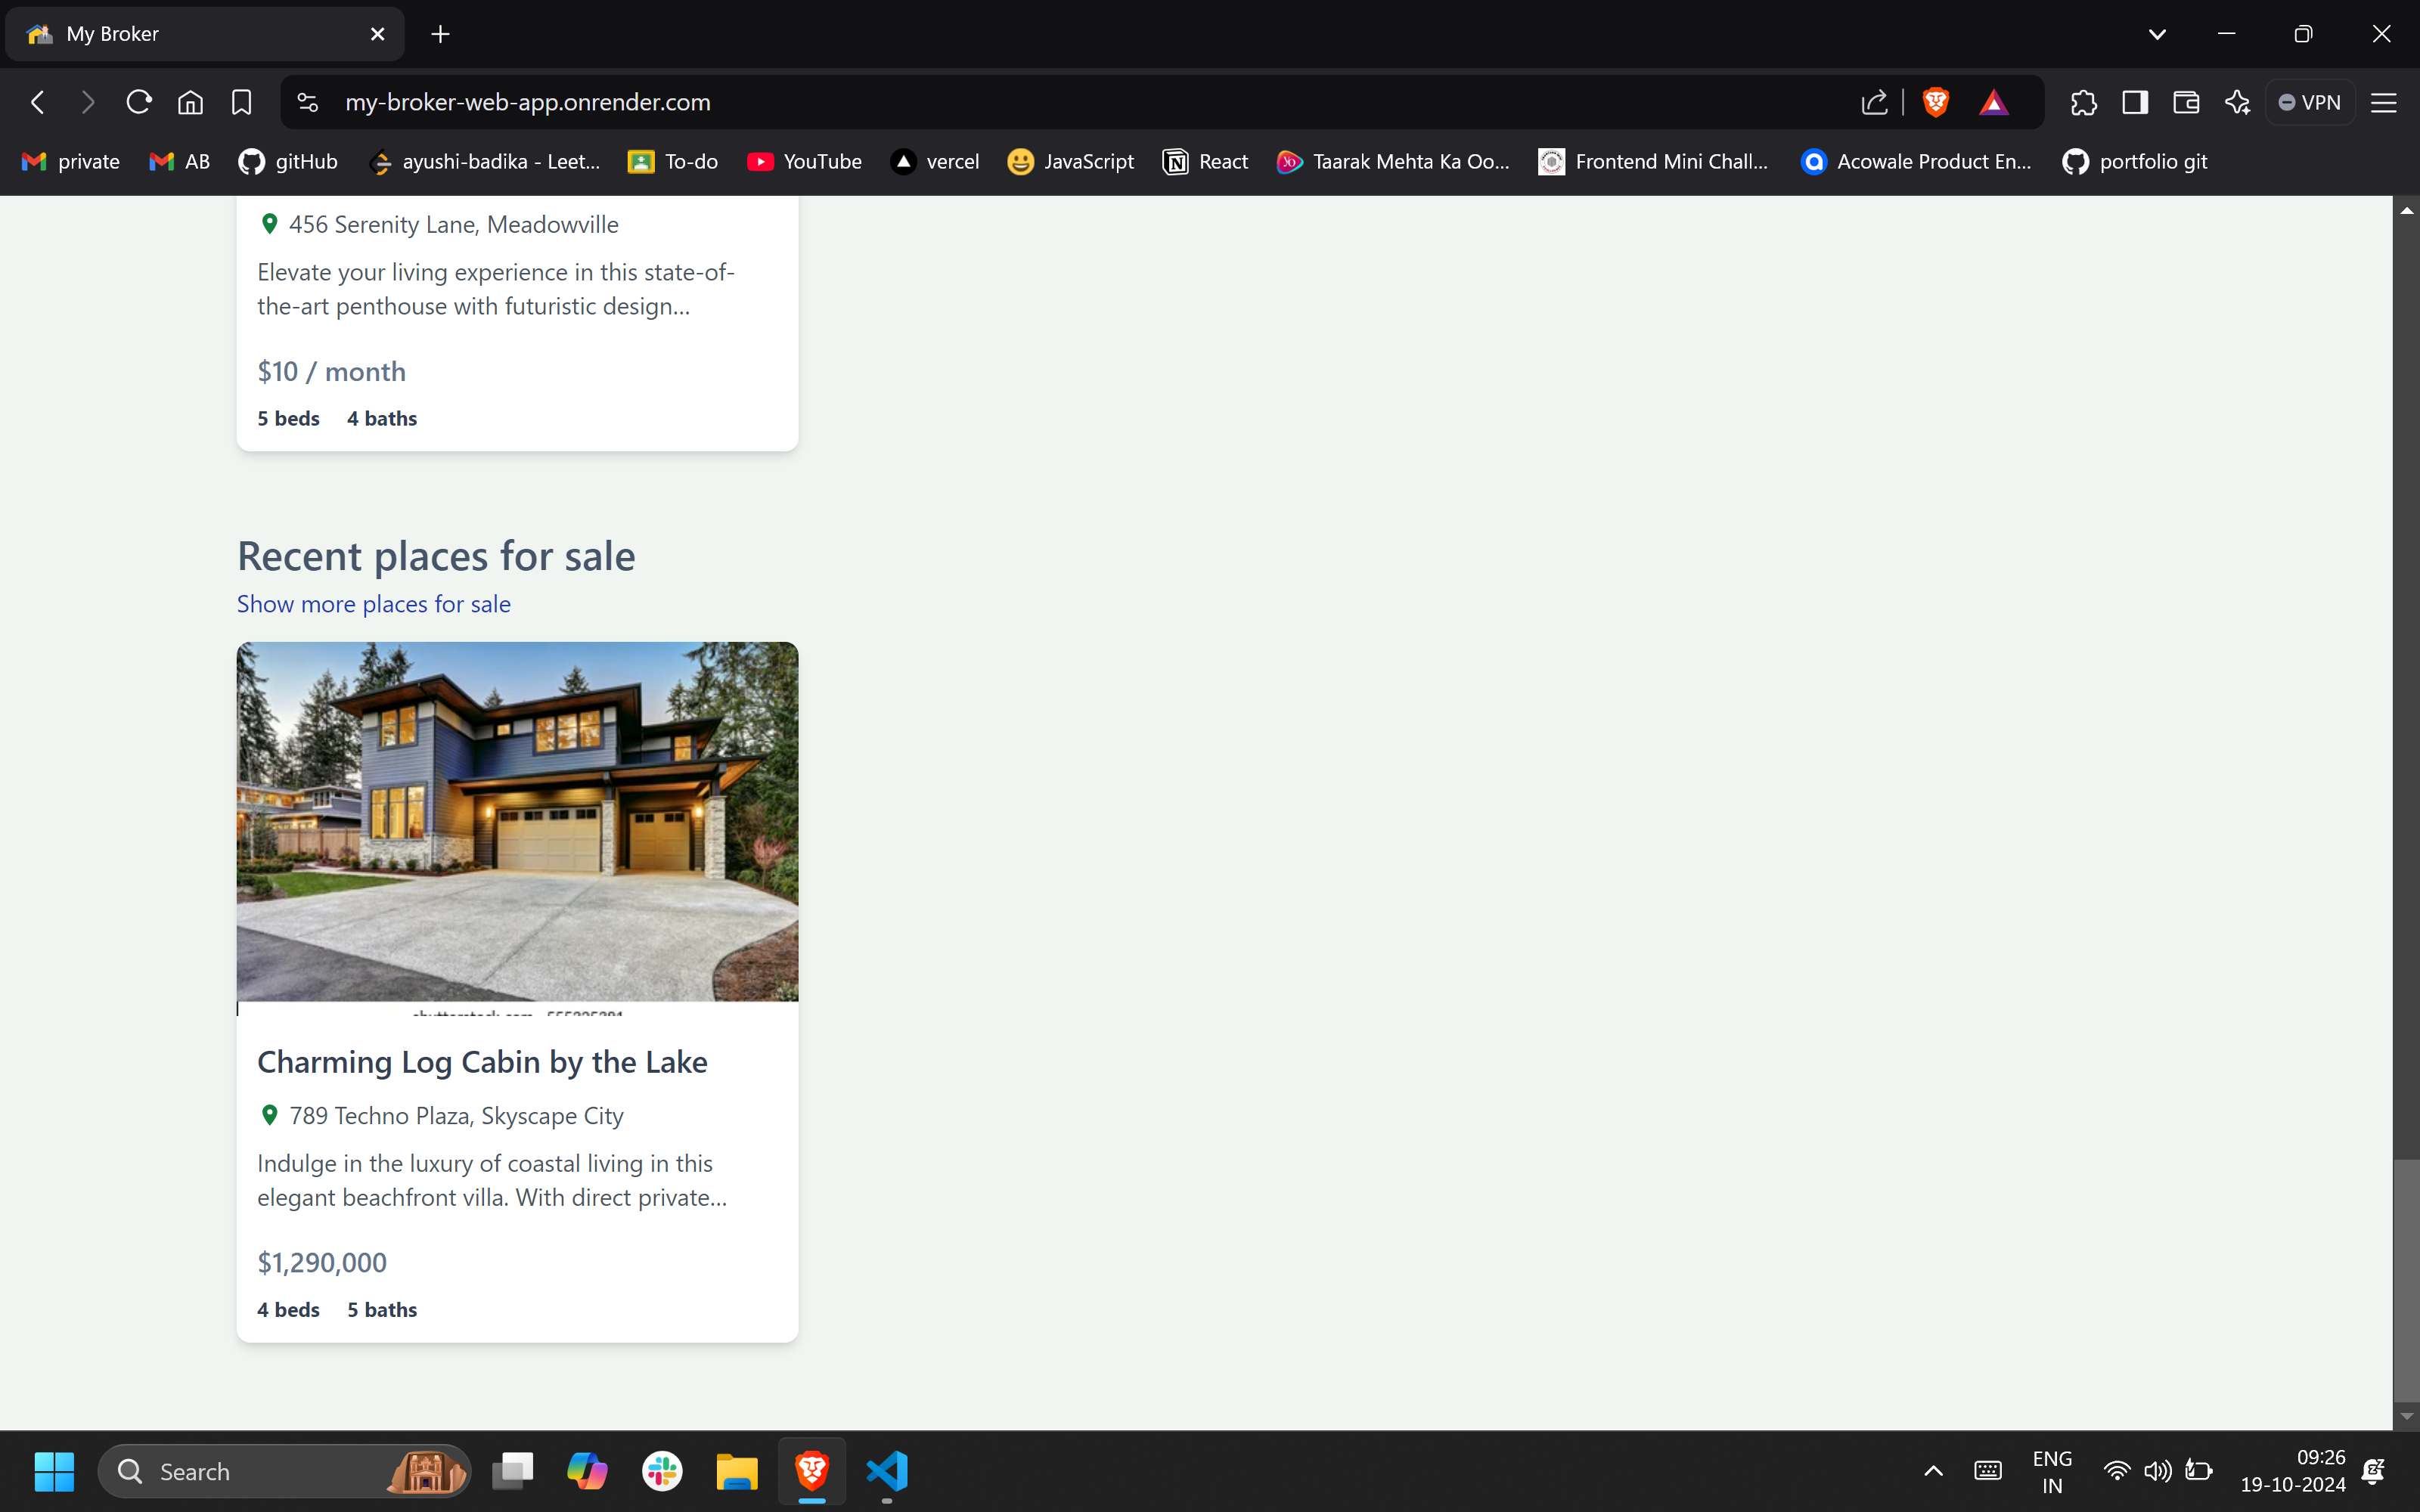 My Broker
my-broker-web-app.onrender.com
VPN
private
AB
gitHub
ayushi-badika - Leet...
To-do
YouTube
vercel
JavaScript
React
Taarak Mehta Ka Oo...
Frontend Mini Chall...
Acowale Product En...
portfolio git
456 Serenity Lane, Meadowville
Elevate your living experience in this state-of-
the-art penthouse with futuristic design...
$10 / month
5 beds 4 baths
Recent places for sale
Show more places for sale
Charming Log Cabin by the Lake
789 Techno Plaza, Skyscape City
Indulge in the luxury of coastal living in this
elegant beachfront villa. With direct private...
$1,290,000
4 beds 5 baths
Search
ENG
IN
09:26
19-10-2024